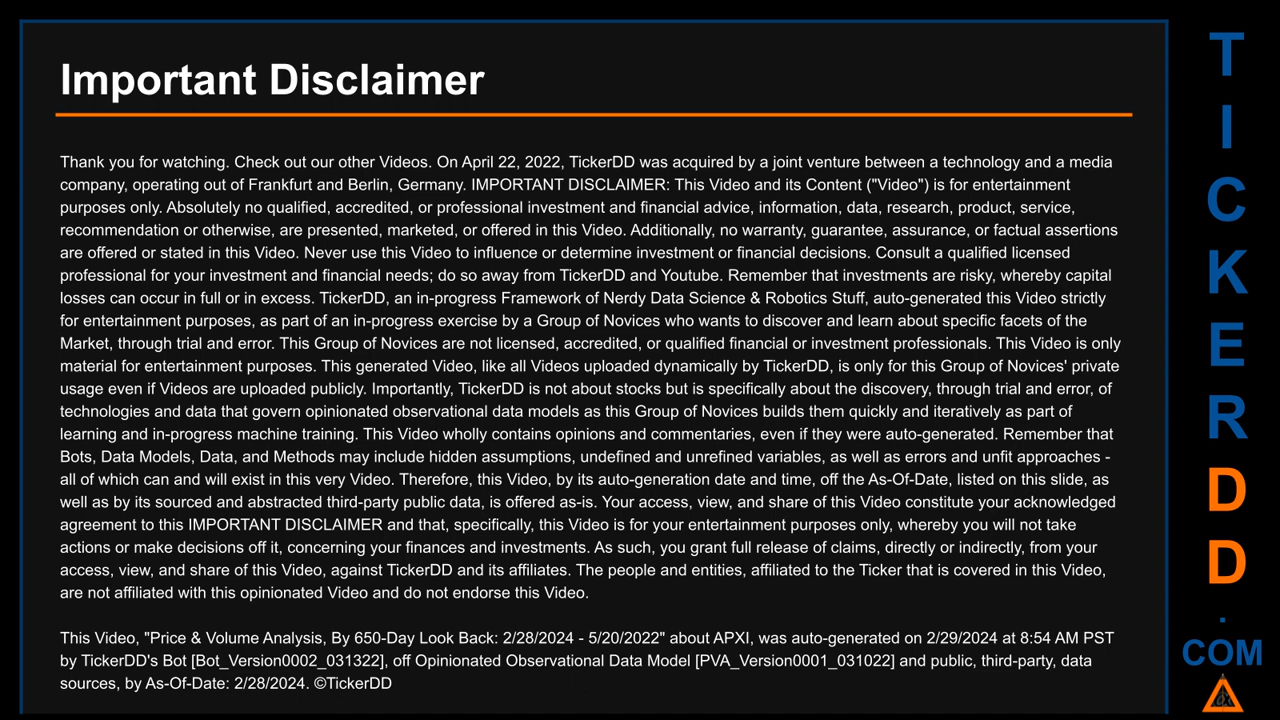 Important Disclaimer
Thank you for watching. Check out our other Videos. On April 22, 2022, TickerDD was acquired by a joint venture between a technology and a media
company, operating out of Frankfurt and Berlin, Germany. IMPORTANT DISCLAIMER: This Video and its Content ("Video") is for entertainment
purposes only. Absolutely no qualified, accredited, or professional investment and financial advice, information, data, research, product, service,
recommendation or otherwise, are presented, marketed, or offered in this Video. Additionally, no warranty, guarantee, assurance, or factual assertions
are offered or stated in this Video. Never use this Video to influence or determine investment or financial decisions. Consult a qualified licensed
professional for your investment and financial needs; do so away from TickerDD and Youtube. Remember that investments are risky, whereby capital
losses can occur in full or in excess. TickerDD, an in-progress Framework of Nerdy Data Science & Robotics Stuff, auto-generated this Video strictly
for entertainment purposes, as part of an in-progress exercise by a Group of Novices who wants to discover and learn about specific facets of the
Market, through trial and error. This Group of Novices are not licensed, accredited, or qualified financial or investment professionals. This Video is only
material for entertainment purposes. This generated Video, like all Videos uploaded dynamically by TickerDD, is only for this Group of Novices' private
usage even if Videos are uploaded publicly. Importantly, TickerDD is not about stocks but is specifically about the discovery, through trial and error, of
technologies and data that govern opinionated observational data models as this Group of Novices builds them quickly and iteratively as part of
learning and in-progress machine training. This Video wholly contains opinions and commentaries, even if they were auto-generated. Remember that
Bots, Data Models, Data, and Methods may include hidden assumptions, undefined and unrefined variables, as well as errors and unfit approaches -
all of which can and will exist in this very Video. Therefore, this Video, by its auto-generation date and time, off the As-Of-Date, listed on this slide, as
well as by its sourced and abstracted third-party public data, is offered as-is. Your access, view, and share of this Video constitute your acknowledged
agreement to this IMPORTANT DISCLAIMER and that, specifically, this Video is for your entertainment purposes only, whereby you will not take
actions or make decisions off it, concerning your finances and investments. As such, you grant full release of claims, directly or indirectly, from your
access, view, and share of this Video, against TickerDD and its affiliates. The people and entities, affiliated to the Ticker that is covered in this Video,
are not affiliated with this opinionated Video and do not endorse this Video.
This Video, "Price & Volume Analysis, By 650-Day Look Back: 2/28/2024 - 5/20/2022" about APXI, was auto-generated on 2/29/2024 at 8:54 AM PST
by TickerDD's Bot [Bot_Version0002_031322], off Opinionated Observational Data Model [PVA_Version0001_031022] and public, third-party, data
sources, by As-Of-Date: 2/28/2024. ©TickerDD
T
I
C
K
E
R
D
D
.
COM